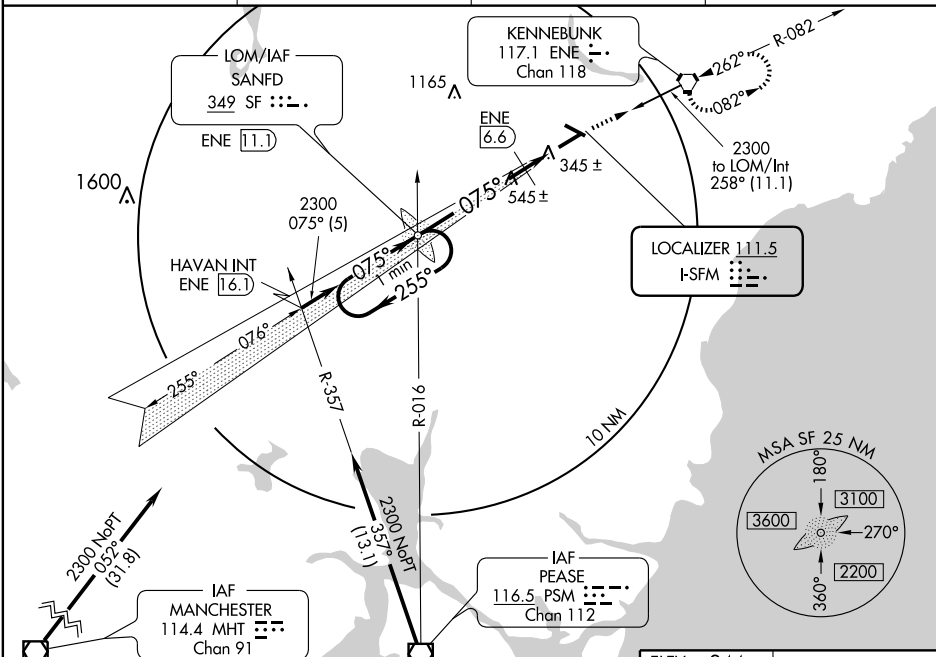 LOM/IAF
SANFD
349 SF
ENE 11.1
KENNEBUNK
117.1 ENE
Chan 118
R-082
262°
082°
1165
ENE
6.6
345 ±
545 ±
2300
to LOM/Int
258° (11.1)
1600
2300
075° (5)
075°
075°
1 min
255°
HAVAN INT
ENE 16.1
LOCALIZER 111.5
I-SFM
076°
255°
R-357
R-016
10 NM
MSA SF 25 NM
180°
3100
3600
270°
2200
360°
2300 NoPT
052°
(31.8)
2300 NoPT
357°
(13.1)
IAF
MANCHESTER
114.4 MHT
Chan 91
IAF
PEASE
116.5 PSM
Chan 112